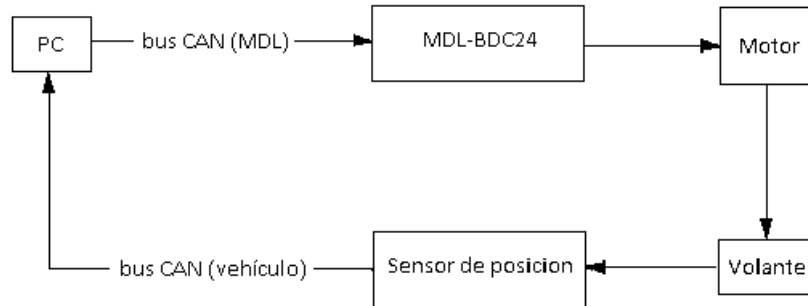 PC
bus CAN (MDL)
MDL-BDC24
Motor
bus CAN (vehículo)
Sensor de posicion
Volante